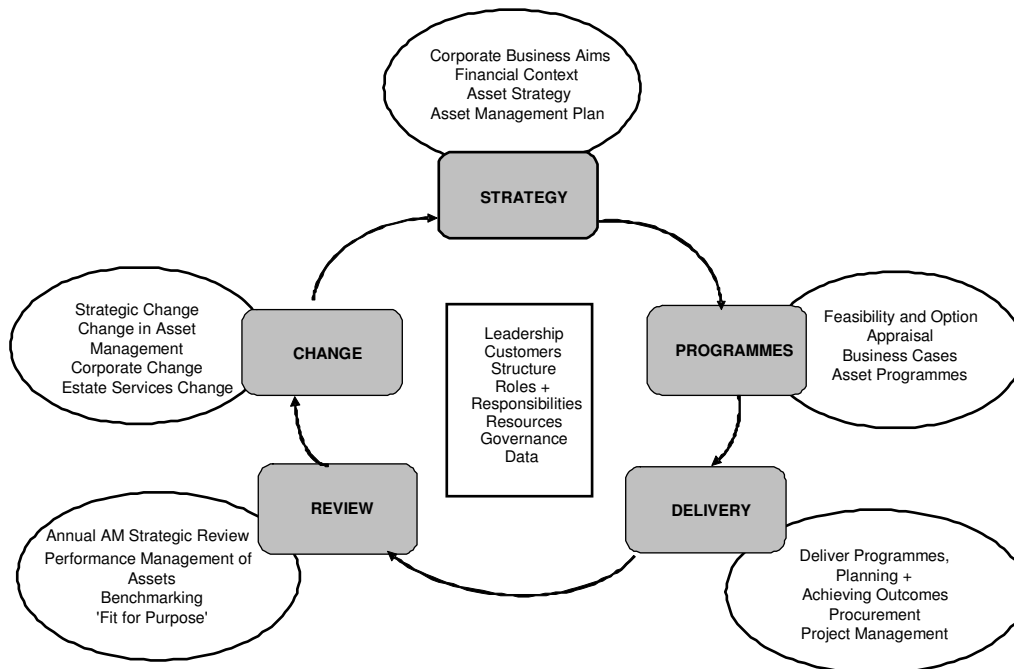 Corporate Business Aims
Financial Context
Asset Strategy
Asset Management Plan
STRATEGY
Strategic Change
Change in Asset
Management
Corporate Change
Estate Services Change
CHANGE
Leadership
Customers
Structure
Roles +
Responsibilities
Resources
Governance
Data
PROGRAMMES
Feasibility and Option
Appraisal
Business Cases
Asset Programmes
REVIEW
Annual AM Strategic Review
Performance Management of
Assets
Benchmarking
'Fit for Purpose'
DELIVERY
Deliver Programmes,
Planning +
Achieving Outcomes
Procurement
Project Management